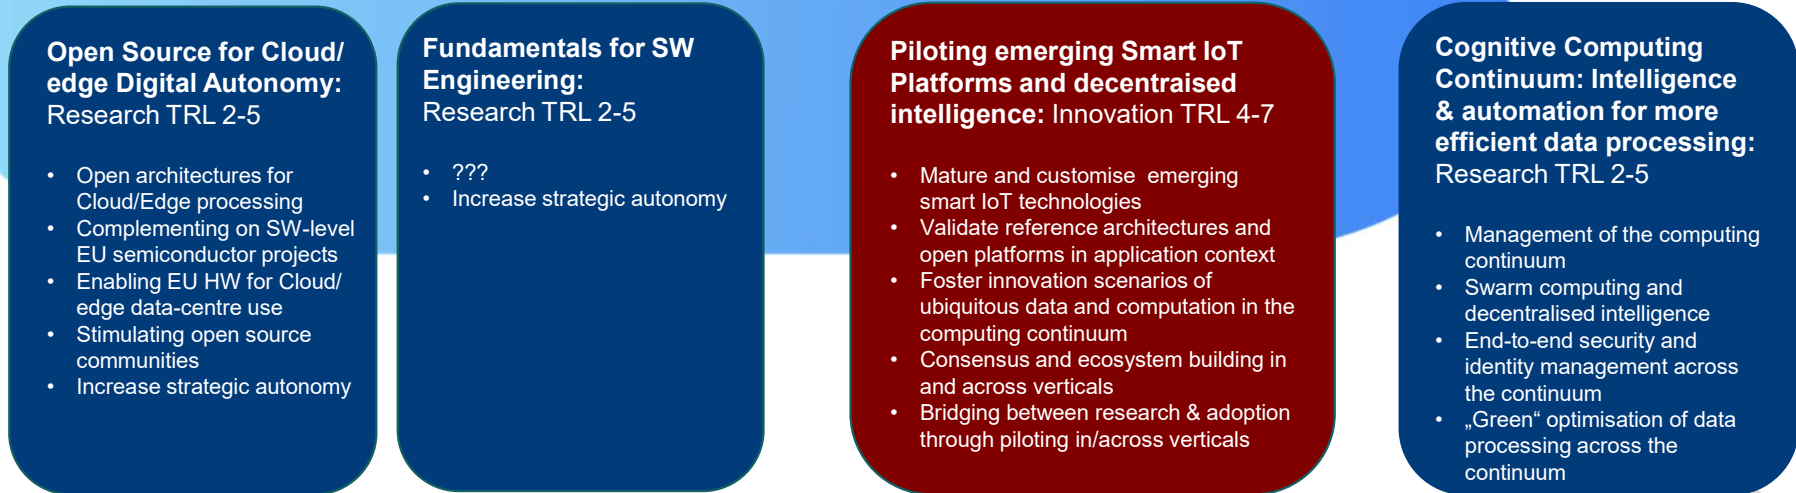 Open Source for Cloud/
edge Digital Autonomy:
Research TRL 2-5
• Open architectures for
Cloud/Edge processing
• Complementing on SW-level
EU semiconductor projects
• Enabling EU HW for Cloud/
edge data-centre use
• Stimulating open source
communities
• Increase strategic autonomy
Fundamentals for SW
Engineering:
Research TRL 2-5
• ???
• Increase strategic autonomy
Piloting emerging Smart IoT
Platforms and decentraised
intelligence: Innovation TRL 4-7
• Mature and customise emerging
smart IoT technologies
• Validate reference architectures and
open platforms in application context
• Foster innovation scenarios of
ubiquitous data and computation in the
computing continuum
• Consensus and ecosystem building in
and across verticals
• Bridging between research & adoption
through piloting in/across verticals
Cognitive Computing
Continuum: Intelligence
& automation for more
efficient data processing:
Research TRL 2-5
• Management of the computing
continuum
• Swarm computing and
decentralised intelligence
• End-to-end security and
identity management across
the continuum
• „Green“ optimisation of data
processing across the
continuum